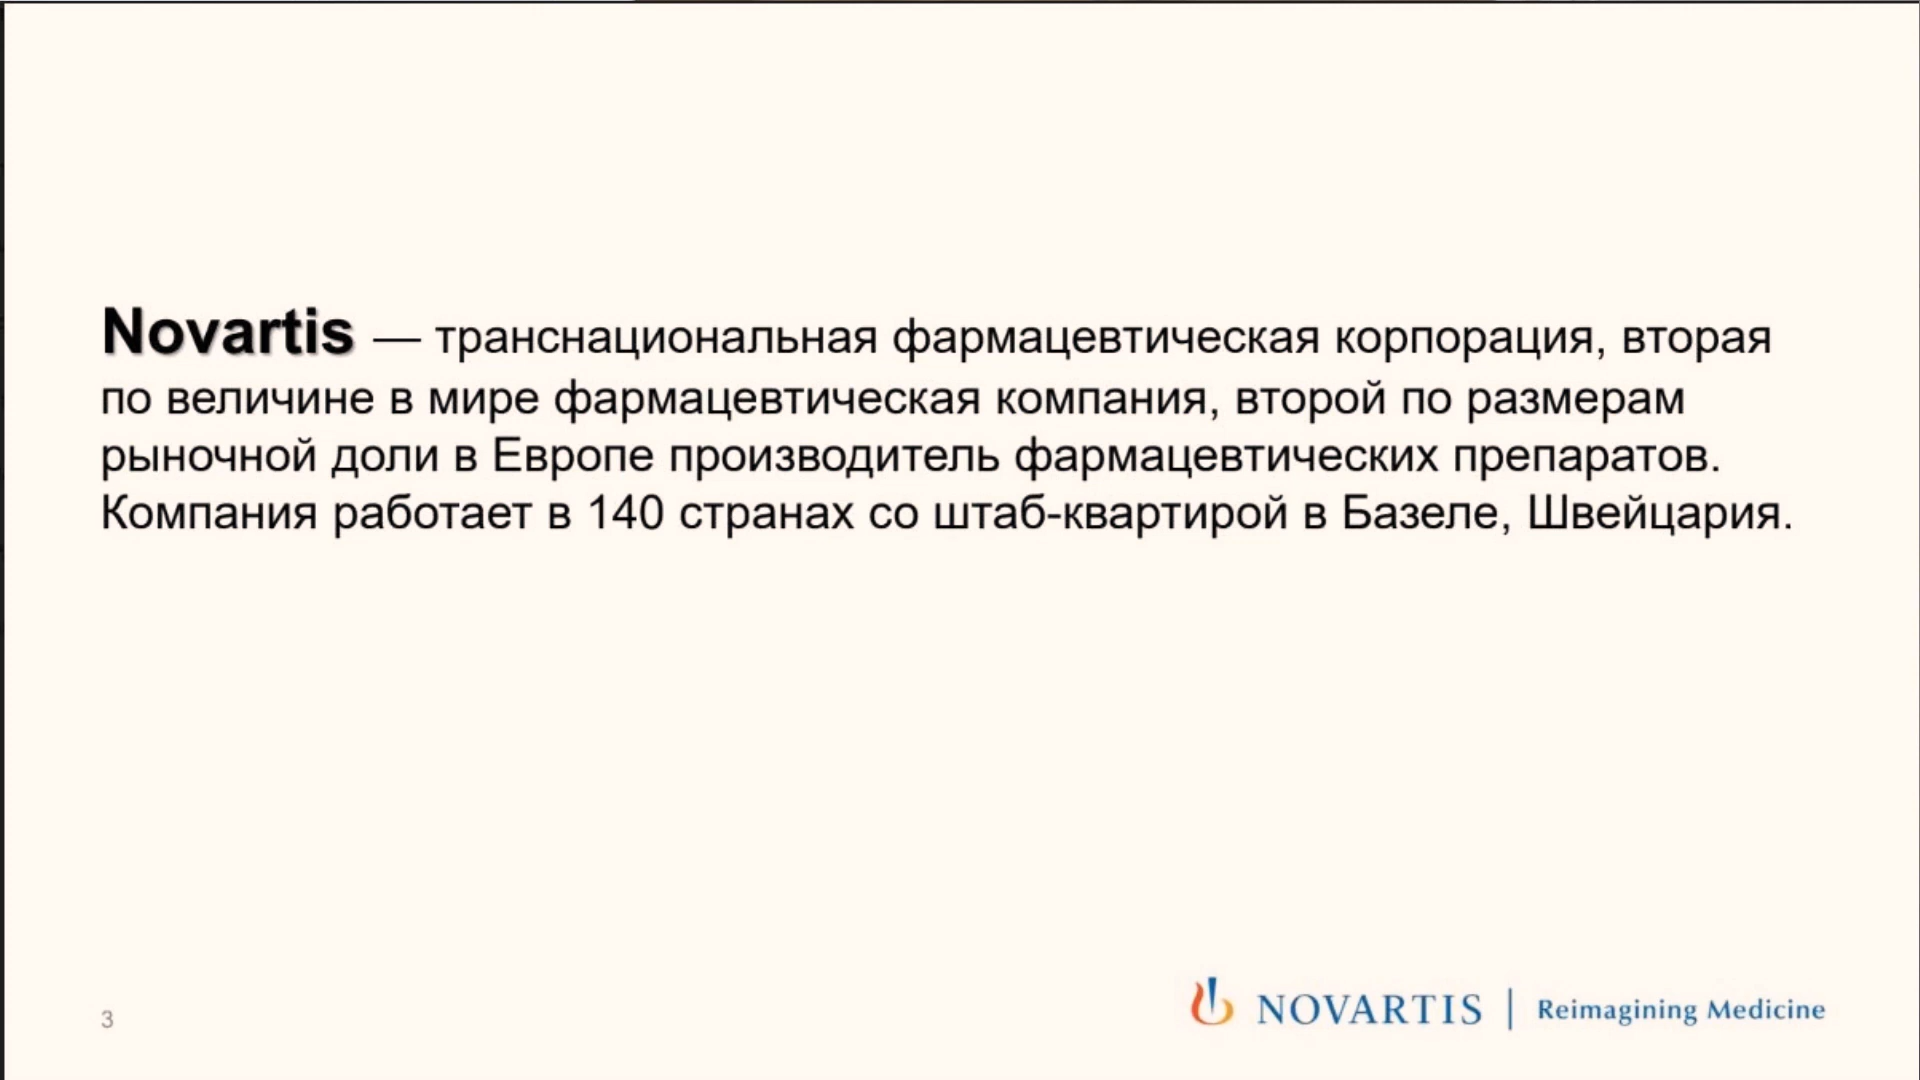 Novartis — транснациональная фармацевтическая корпорация, вторая
по величине в мире фармацевтическая компания, второй по размерам
рыночной доли в Европе производитель фармацевтических препаратов.
Компания работает в 140 странах со штаб-квартирой в Базеле, Швейцария.
3
NOVARTIS | Reimagining Medicine